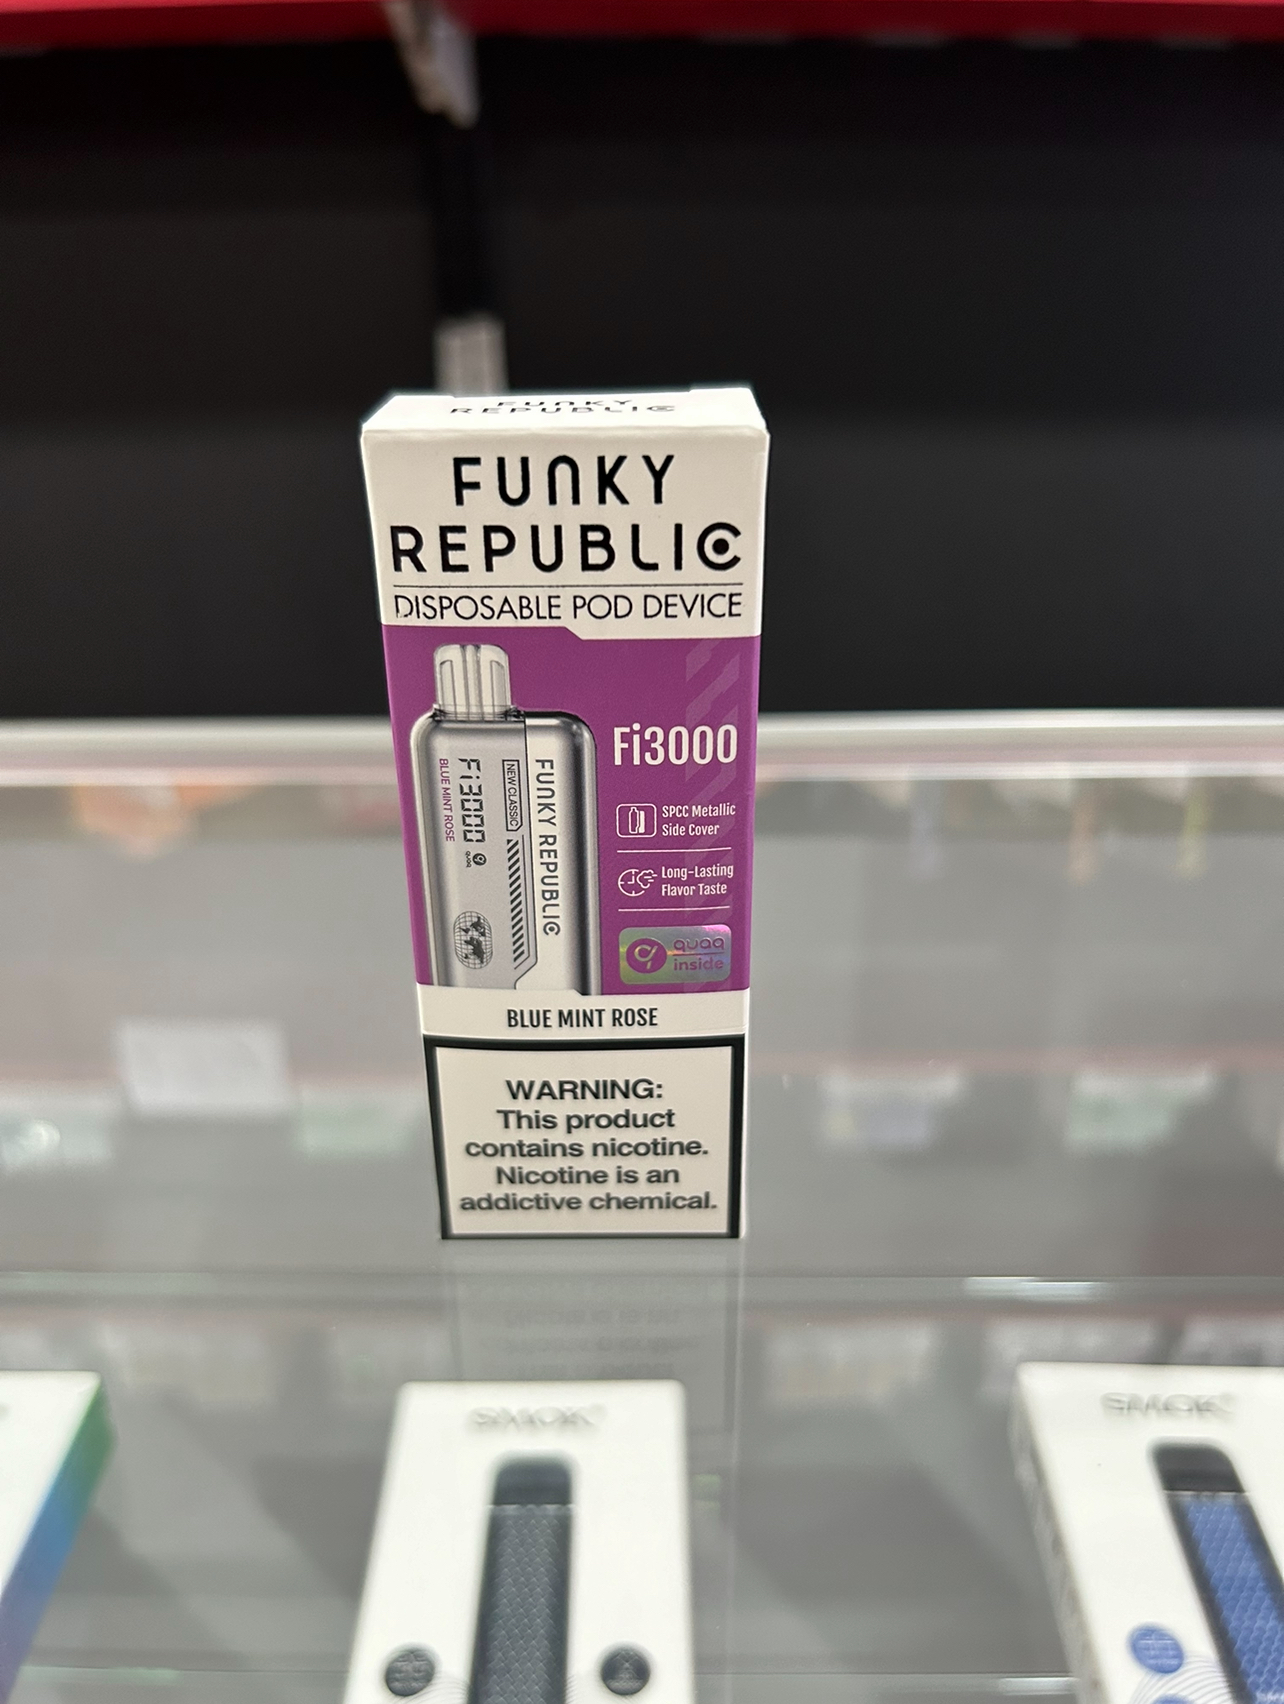 FUNKY
REPUBLIC
FUNKY
REPUBLIC
DISPOSABLE POD DEVICE
Fi3000
BLUE MINT ROSE
Fi3000
quaq
NEW CLASSIC
FUNKY REPUBLIC
SPCC Metallic
Side Cover
Long-Lasting
Flavor Taste
quaq
inside
BLUE MINT ROSE
WARNING:
This product
contains nicotine.
Nicotine is an
addictive chemical.
SMOK
SMOK